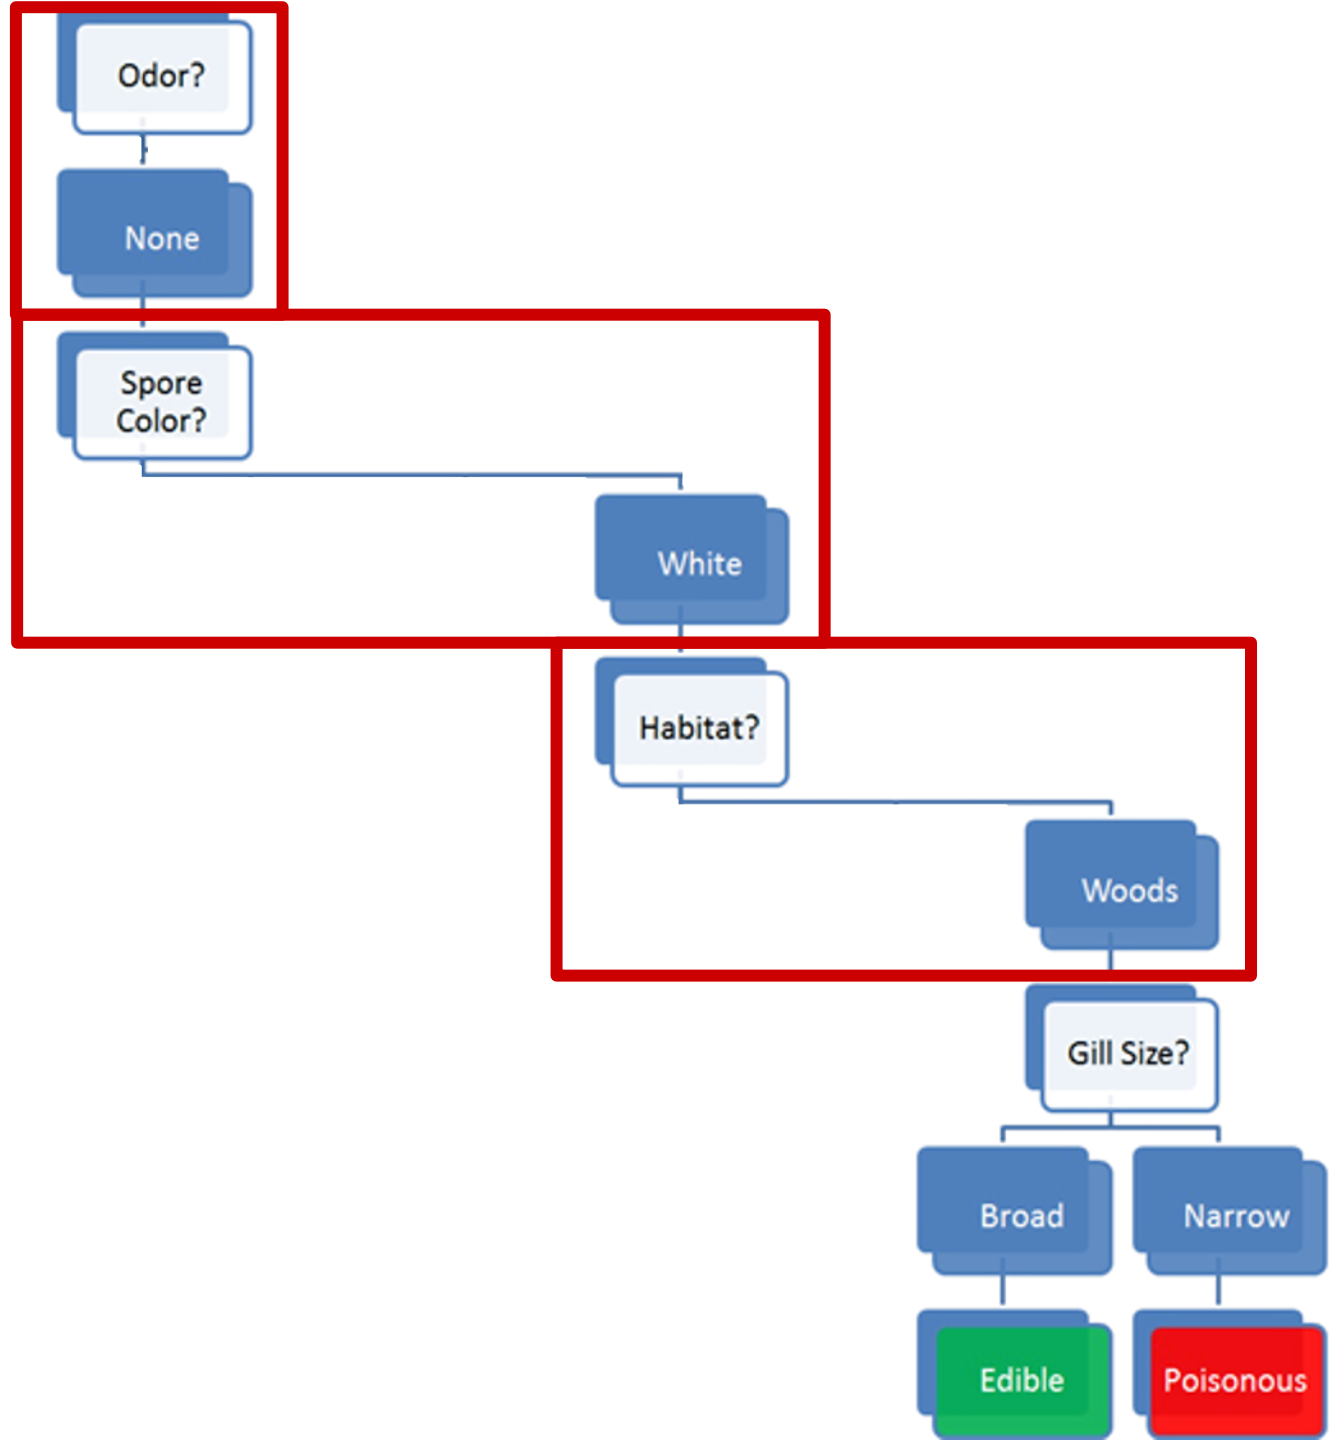 Odor?
None
Spore
Color?
White
Habitat?
Woods
Gill Size?
Broad
Narrow
Edible
Poisonous